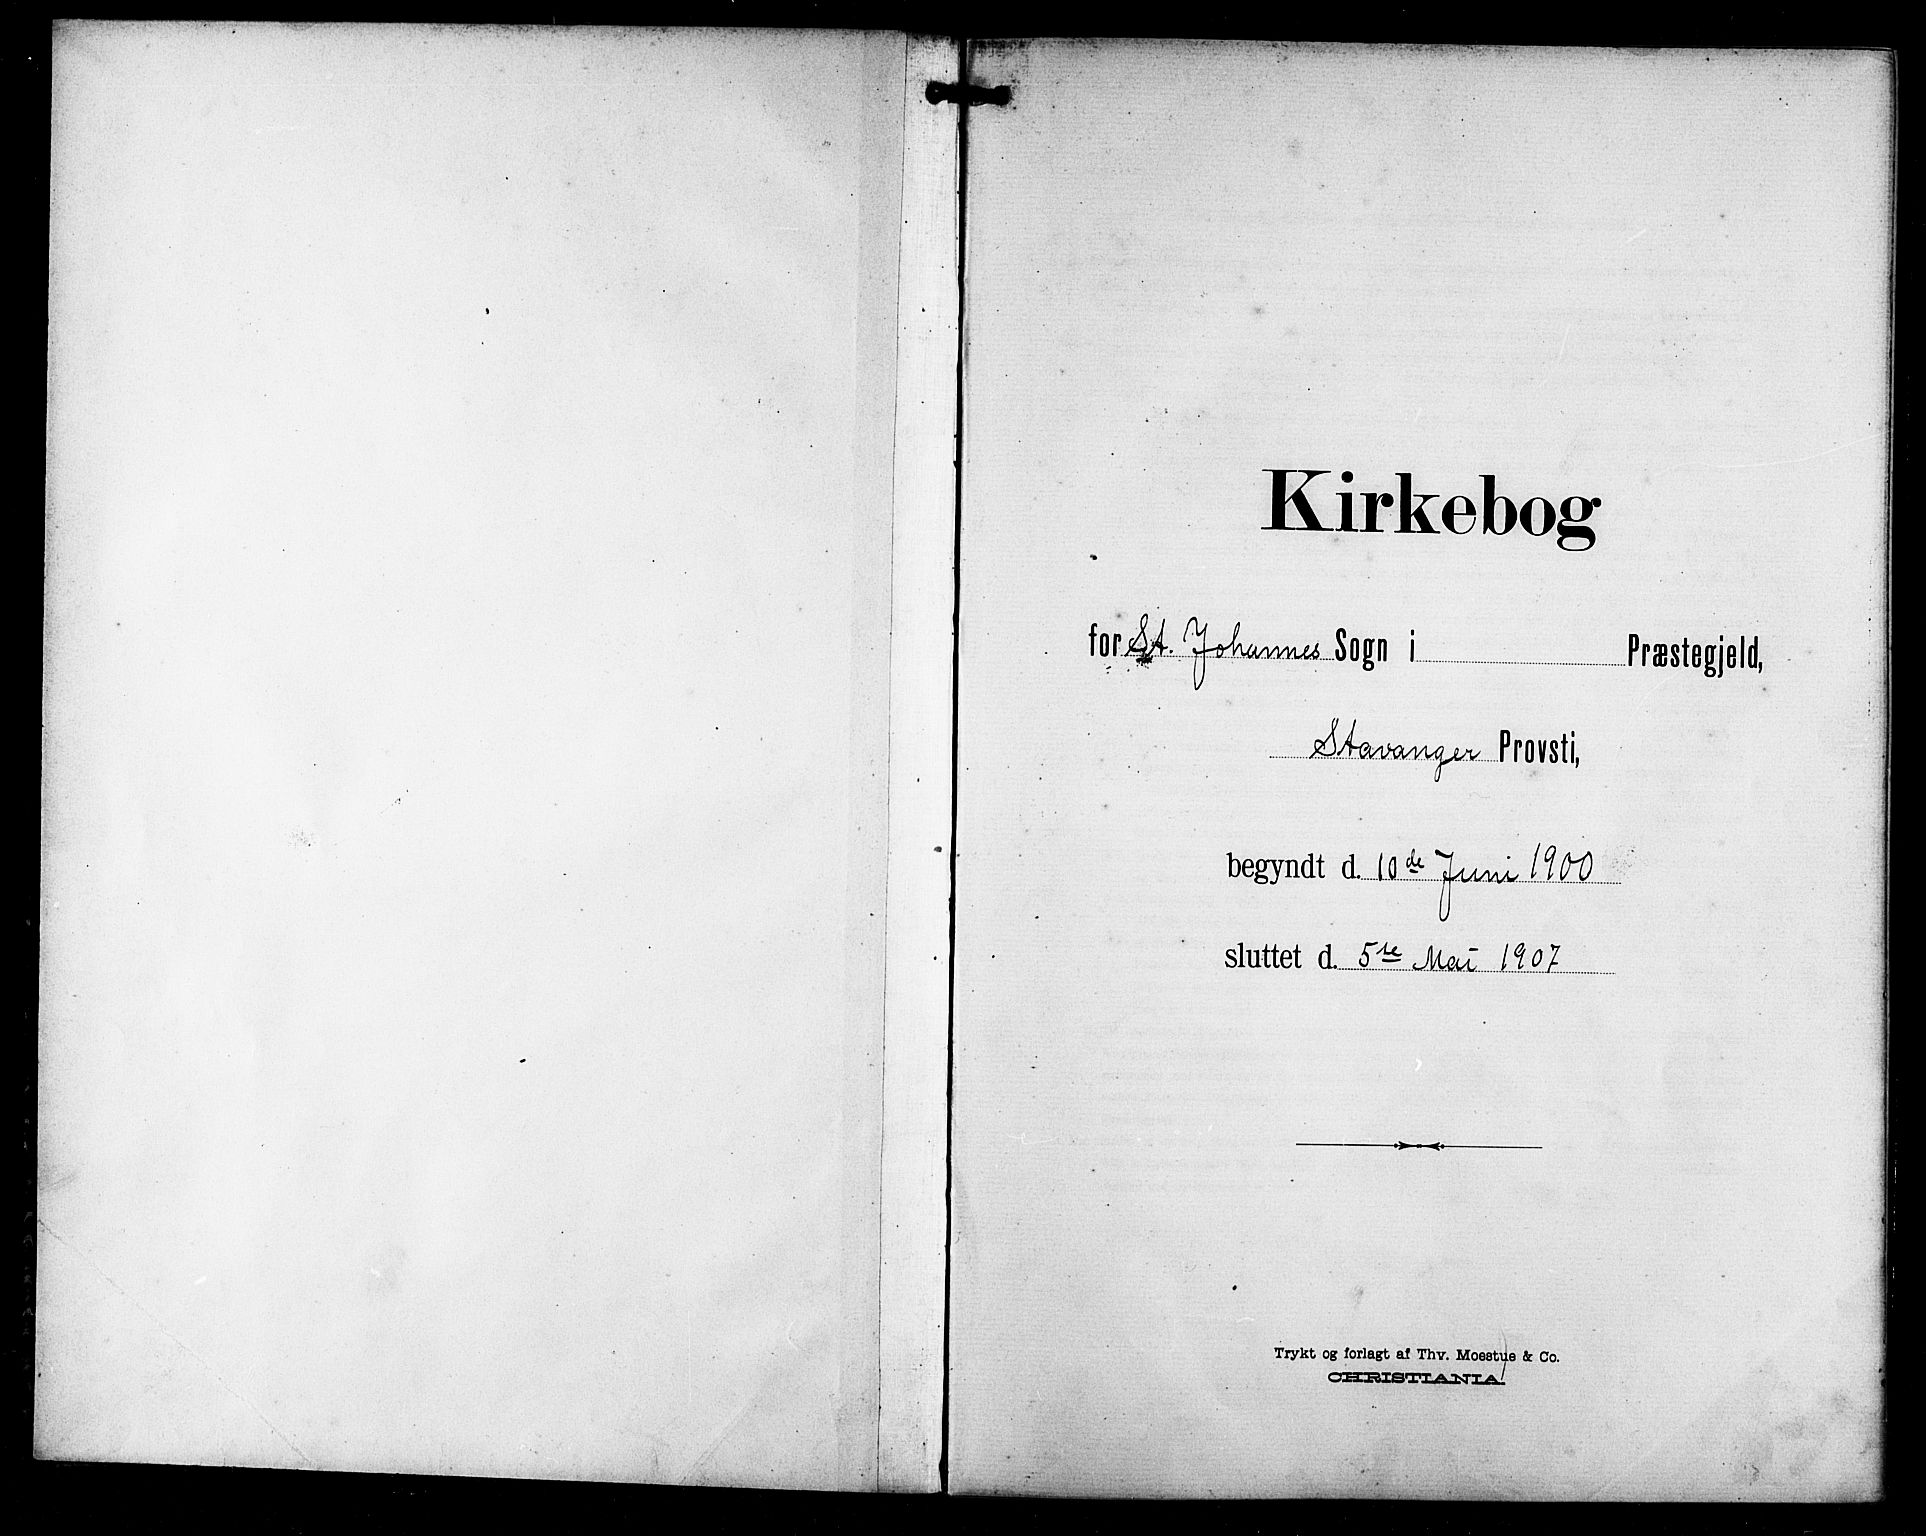 Kirkebog
for St. Johannes Sogn i Præstegjeld,
Stavanger Provsti,
begyndt d. 10de Juni 1900
sluttet d. 5te Mai 1907
Trykt og forlagt af Thv. Moestue & Co.
CHRISTIANIA.